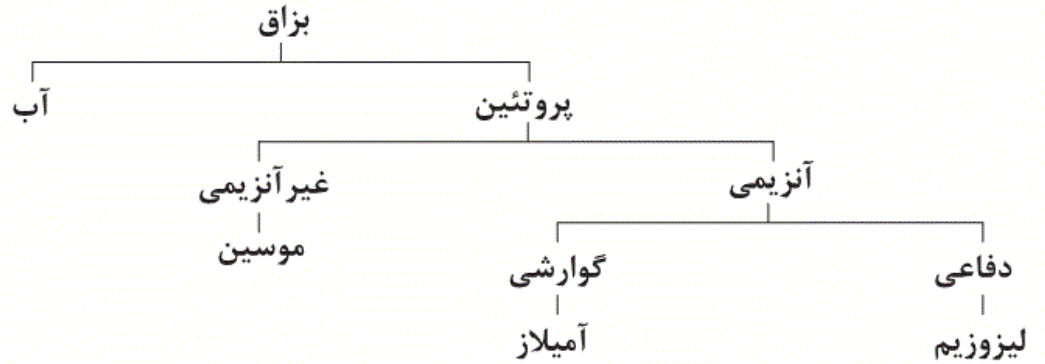 بزاق
پروتئین
آب
آنزیمی
غیرآنزیمی
دفاعی
گوارشی
موسین
لیزوزیم
آمیلاز